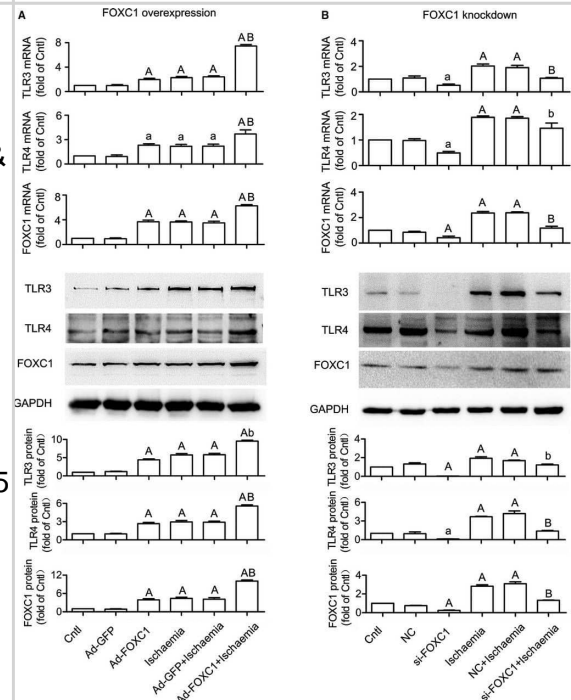 A
FOXC1 overexpression
TLR3 mRNA
(fold of Cntl)
8
4
0
A
A
A
AB
TLR4 mRNA
(fold of Cntl)
6
3
0
a
a
a
AB
FOXC1 mRNA
(fold of Cntl)
8
4
0
A
A
A
AB
TLR3
TLR4
FOXC1
GAPDH
TLR3 protein
(fold of Cntl)
10
5
0
A
A
A
Ab
TLR4 protein
(fold of Cntl)
6
3
0
A
A
A
AB
FOXC1 protein
(fold of Cntl)
12
6
0
A
A
A
AB
Cntl
Ad-GFP
Ad-FOXC1
Ischaemia
Ad-GFP+Ischaemia
Ad-FOXC1+Ischaemia
B
FOXC1 knockdown
TLR3 mRNA
(fold of Cntl)
4
2
0
a
A
A
B
TLR4 mRNA
(fold of Cntl)
2
1
0
a
A
A
b
FOXC1 mRNA
(fold of Cntl)
4
2
0
A
A
A
B
TLR3
TLR4
FOXC1
GAPDH
TLR3 protein
(fold of Cntl)
4
2
0
A
A
A
b
TLR4 protein
(fold of Cntl)
6
3
0
a
A
A
B
FOXC1 protein
(fold of Cntl)
4
2
0
A
A
A
B
Cntl
NC
si-FOXC1
Ischaemia
NC+Ischaemia
si-FOXC1+Ischaemia